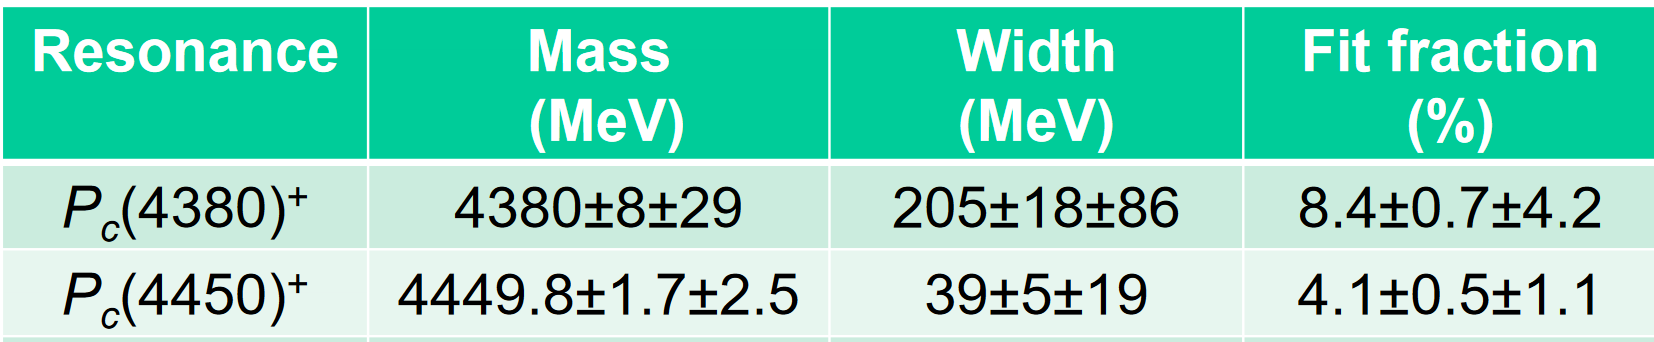 Resonance Mass (MeV) Width (MeV) Fit fraction (%)
Pc(4380)+ 4380±8±29 205±18±86 8.4±0.7±4.2
Pc(4450)+ 4449.8±1.7±2.5 39±5±19 4.1±0.5±1.1